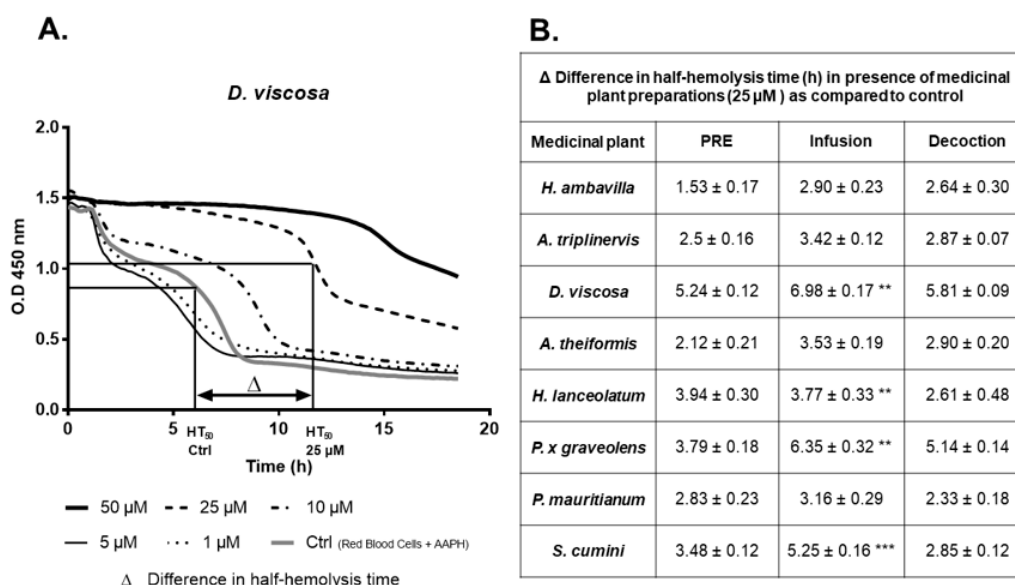 A.
D. viscosa
2.0
1.5
1.0
0.5
0.0
O.D 450 nm
Δ
0 5 10 15 20
HT50 Ctrl
HT50 25 µM
Time (h)
50 µM 25 µM 10 µM
5 µM 1 µM Ctrl (Red Blood Cells + AAPH)
Δ Difference in half-hemolysis time
B.
Δ Difference in half-hemolysis time (h) in presence of medicinal
plant preparations (25 µM ) as compared to control
Medicinal plant PRE Infusion Decoction
H. ambavilla 1.53 ± 0.17 2.90 ± 0.23 2.64 ± 0.30
A. triplinervis 2.5 ± 0.16 3.42 ± 0.12 2.87 ± 0.07
D. viscosa 5.24 ± 0.12 6.98 ± 0.17 ** 5.81 ± 0.09
A. theiformis 2.12 ± 0.21 3.53 ± 0.19 2.90 ± 0.20
H. lanceolatum 3.94 ± 0.30 3.77 ± 0.33 ** 2.61 ± 0.48
P. x graveolens 3.79 ± 0.18 6.35 ± 0.32 ** 5.14 ± 0.14
P. mauritianum 2.83 ± 0.23 3.16 ± 0.29 2.33 ± 0.18
S. cumini 3.48 ± 0.12 5.25 ± 0.16 *** 2.85 ± 0.12